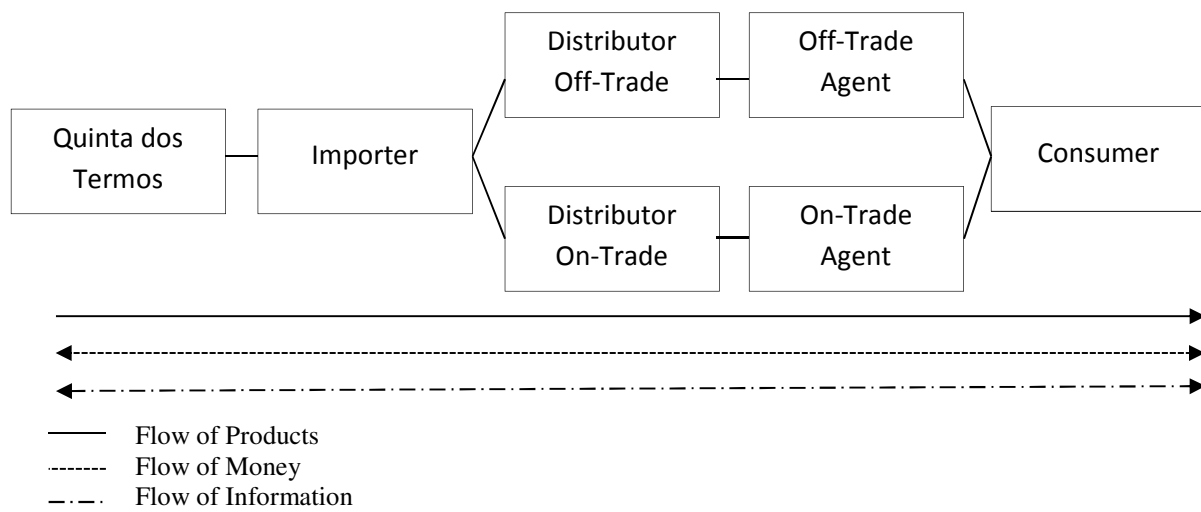 Quinta dos
Termos
Importer
Distributor
Off-Trade
Off-Trade
Agent
Distributor
On-Trade
On-Trade
Agent
Consumer
Flow of Products
Flow of Money
Flow of Information